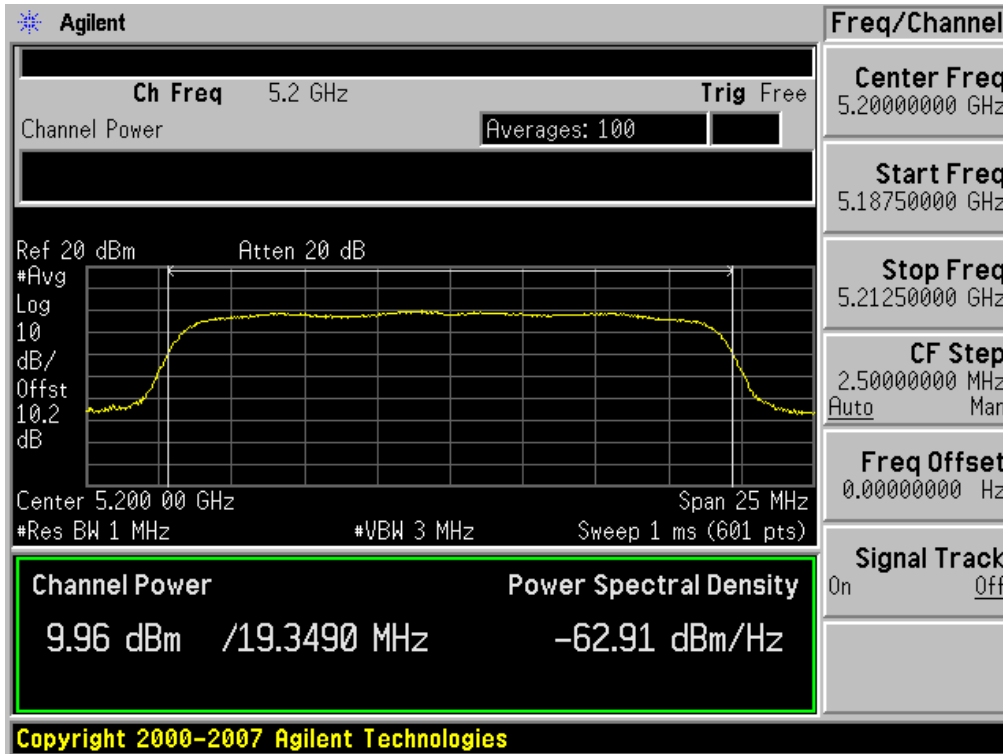 Agilent
Freq/Channel
Ch Freq 5.2 GHz Trig Free
Channel Power Averages: 100
Center Freq
5.20000000 GHz
Start Freq
5.18750000 GHz
Stop Freq
5.21250000 GHz
CF Step
2.50000000 MHz
Auto Man
Freq Offset
0.00000000 Hz
Signal Track
On Off
Ref 20 dBm Atten 20 dB
#Avg
Log
10
dB/
Offst
10.2
dB
Center 5.200 00 GHz Span 25 MHz
#Res BW 1 MHz #VBW 3 MHz Sweep 1 ms (601 pts)
Channel Power Power Spectral Density
9.96 dBm /19.3490 MHz -62.91 dBm/Hz
Copyright 2000-2007 Agilent Technologies